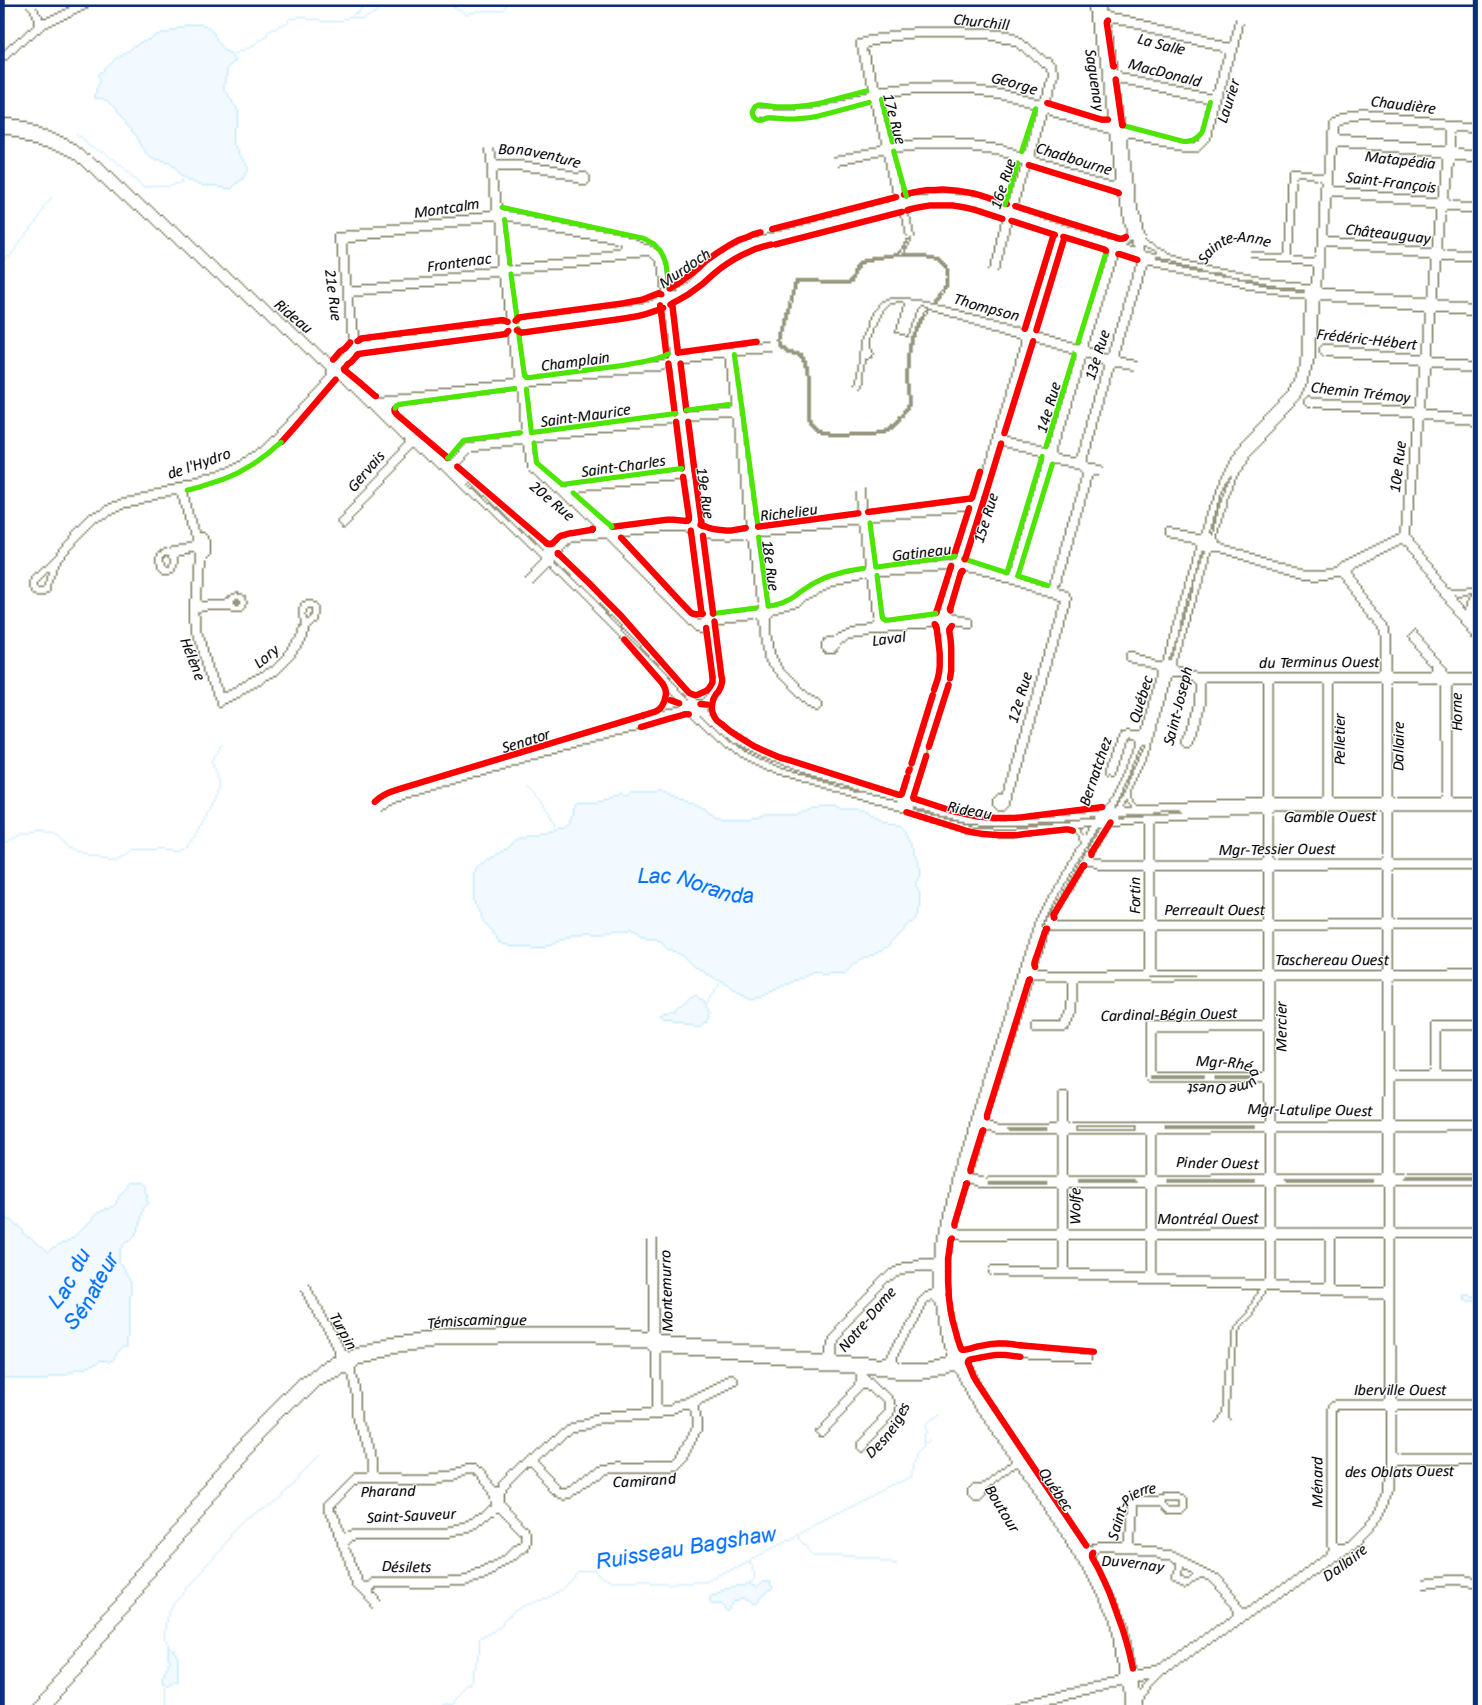 Churchill
La Salle
MacDonald
Saguenay
George
Laurier
17e Rue
Chaudière
Chadbourne
Matapédia
Saint-François
Bonaventure
16e Rue
Montcalm
Châteauguay
Sainte-Anne
Frontenac
Murdoch
21e Rue
Rideau
Thompson
Frédéric-Hébert
13e Rue
Champlain
Chemin Trémoy
14e Rue
Saint-Maurice
de l'Hydro
Gervais
Saint-Charles
10e Rue
20e Rue
19e Rue
Richelieu
15e Rue
Gatineau
18e Rue
Laval
Hélène
Lory
du Terminus Ouest
12e Rue
Québec
Saint-Joseph
Pelletier
Dallaire
Horne
Senator
Bernatchez
Rideau
Gamble Ouest
Mgr-Tessier Ouest
Lac Noranda
Fortin
Perreault Ouest
Taschereau Ouest
Cardinal-Bégin Ouest
Mercier
Mgr-Rhéaume Ouest
Mgr-Latulipe Ouest
Pinder Ouest
Wolfe
Montréal Ouest
Lac du
Sénateur
Montemurro
Notre-Dame
Turpin
Témiscamingue
Iberville Ouest
Desneiges
des Oblats Ouest
Ménard
Camirand
Pharand
Québec
Boutour
Saint-Pierre
Saint-Sauveur
Ruisseau Bagshaw
Duvernay
Dallaire
Désilets